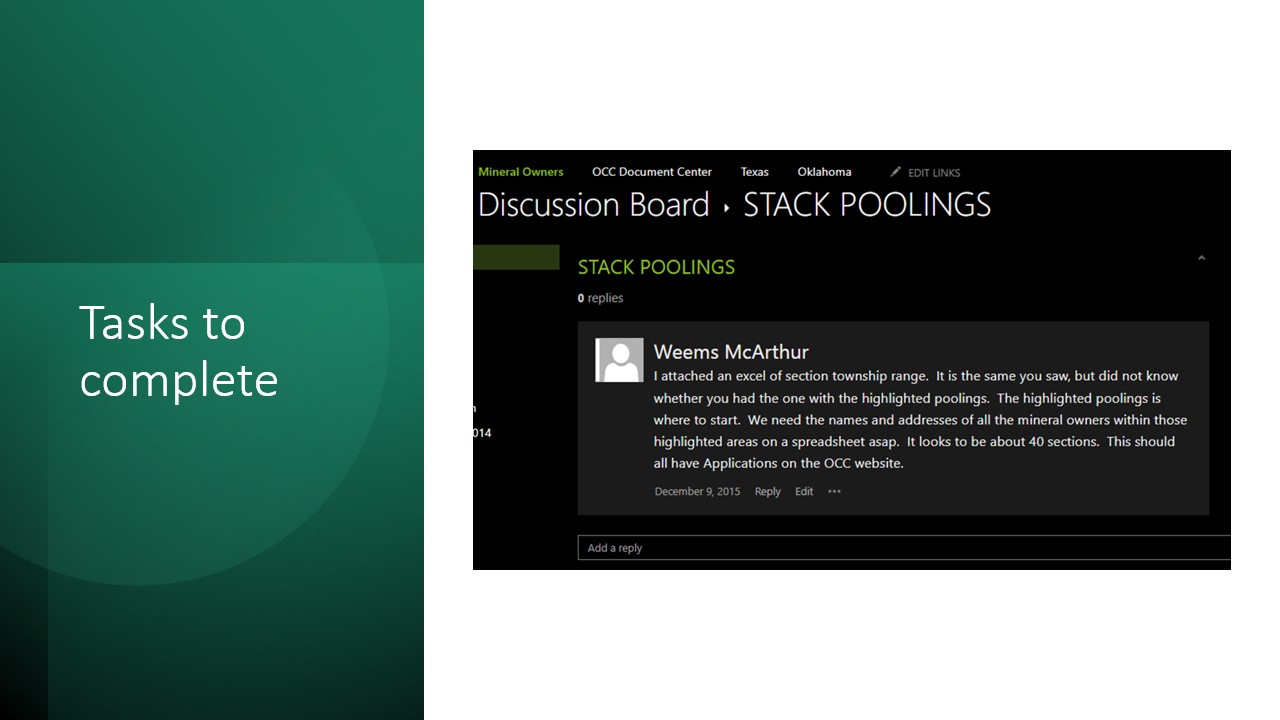 Tasks to
complete
Mineral Owners OCC Document Center Texas Oklahoma EDIT LINKS
Discussion Board ▸ STACK POOLINGS
STACK POOLINGS
0 replies
Weems McArthur
I attached an excel of section township range.  It is the same you saw, but did not know
whether you had the one with the highlighted poolings.  The highlighted poolings is
where to start.  We need the names and addresses of all the mineral owners within those
highlighted areas on a spreadsheet asap.  It looks to be about 40 sections.  This should
all have Applications on the OCC website.
014
December 9, 2015 Reply Edit •••
Add a reply